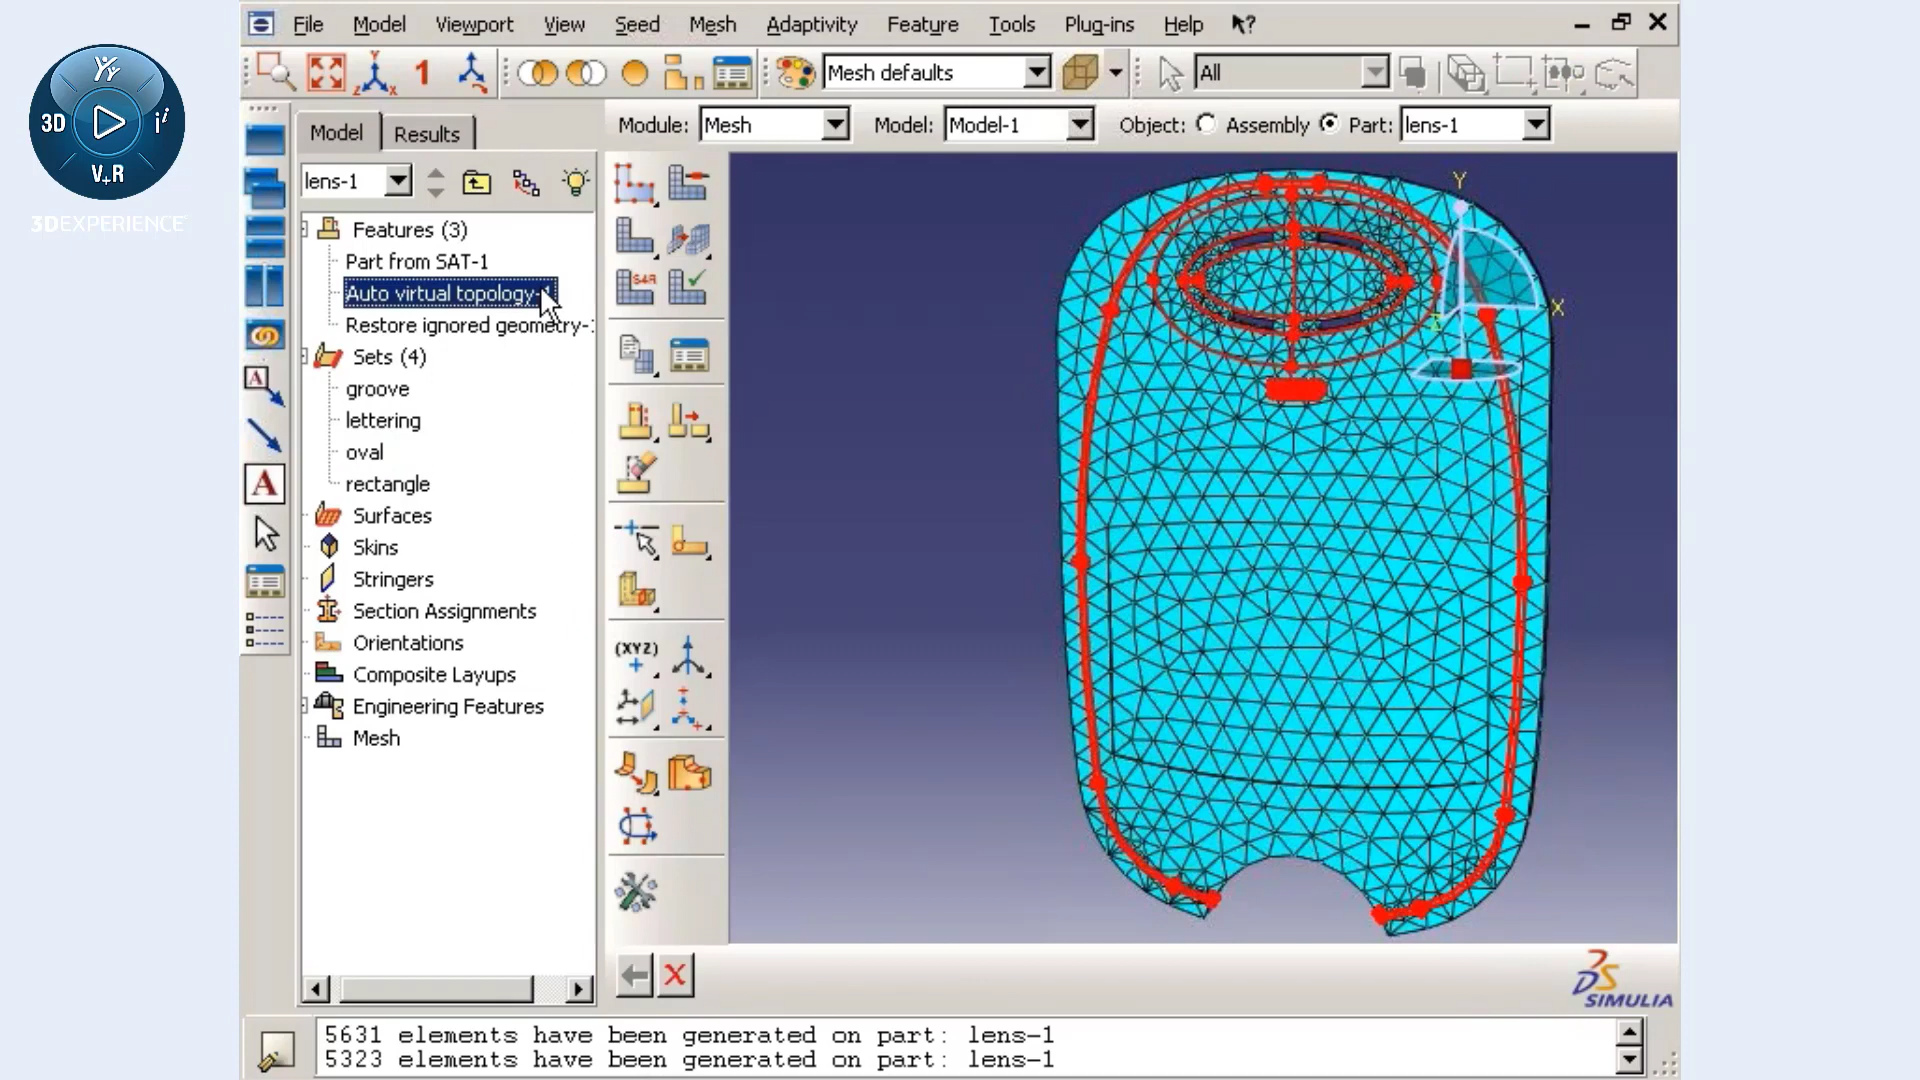 File Model Viewport View Seed Mesh Adaptivity Feature Tools Plug-ins Help
1 Mesh defaults All
Module: Mesh Model: Model-1 Object: Assembly Part: lens-1
3D
V+R
3DEXPERIENCE
Model Results
lens-1
Features (3)
Part from SAT-1
Auto virtual topology-1
Restore ignored geometry-1
Sets (4)
groove
lettering
oval
rectangle
Surfaces
Skins
Stringers
Section Assignments
Orientations
Composite Layups
Engineering Features
Mesh
A
A
S4R
(XYZ)
Y
X
Z
SIMULIA
5631 elements have been generated on part: lens-1
5323 elements have been generated on part: lens-1